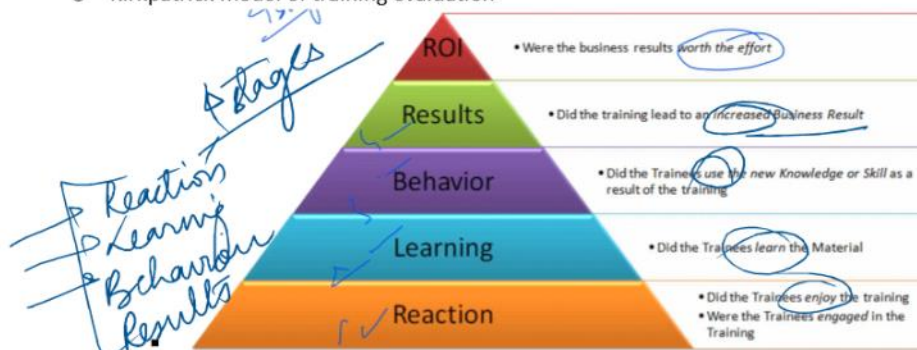 Kirkpatrick model of training evaluation
4 stages
Reaction
Learning
Behaviour
Results
ROI
• Were the business results worth the effort
Results
• Did the training lead to an increased Business Result
Behavior
• Did the Trainees use the new Knowledge or Skill as a
result of the training
Learning
• Did the Trainees learn the Material
Reaction
• Did the Trainees enjoy the training
• Were the Trainees engaged in the
Training